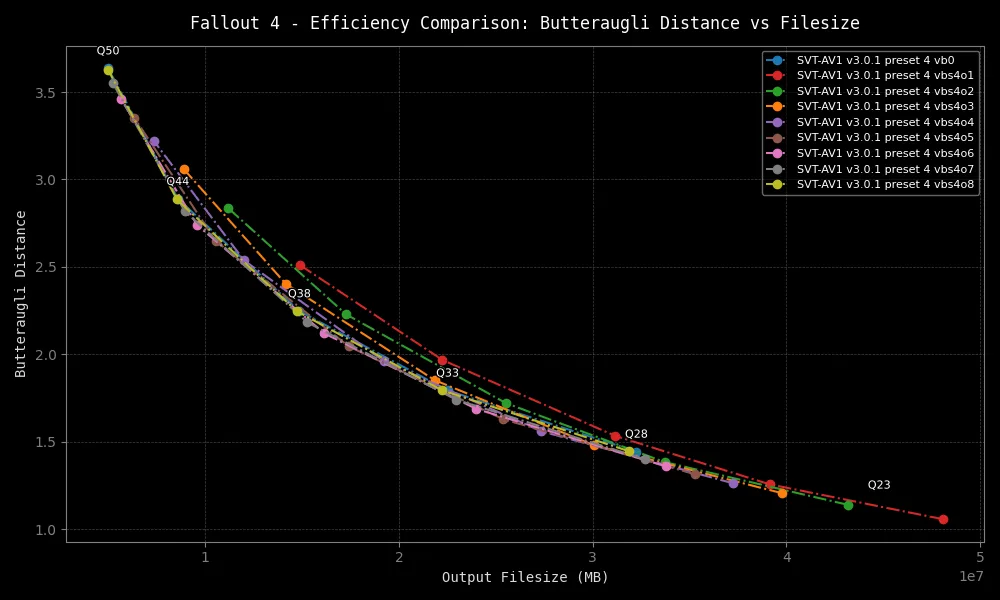 Fallout 4 - Efficiency Comparison: Butteraugli Distance vs Filesize
Q50
Q44
Q38
Q33
Q28
Q23
SVT-AV1 v3.0.1 preset 4 vb0
SVT-AV1 v3.0.1 preset 4 vbs4o1
SVT-AV1 v3.0.1 preset 4 vbs4o2
SVT-AV1 v3.0.1 preset 4 vbs4o3
SVT-AV1 v3.0.1 preset 4 vbs4o4
SVT-AV1 v3.0.1 preset 4 vbs4o5
SVT-AV1 v3.0.1 preset 4 vbs4o6
SVT-AV1 v3.0.1 preset 4 vbs4o7
SVT-AV1 v3.0.1 preset 4 vbs4o8
Butteraugli Distance
3.5
3.0
2.5
2.0
1.5
1.0
1 2 3 4 5
1e7
Output Filesize (MB)